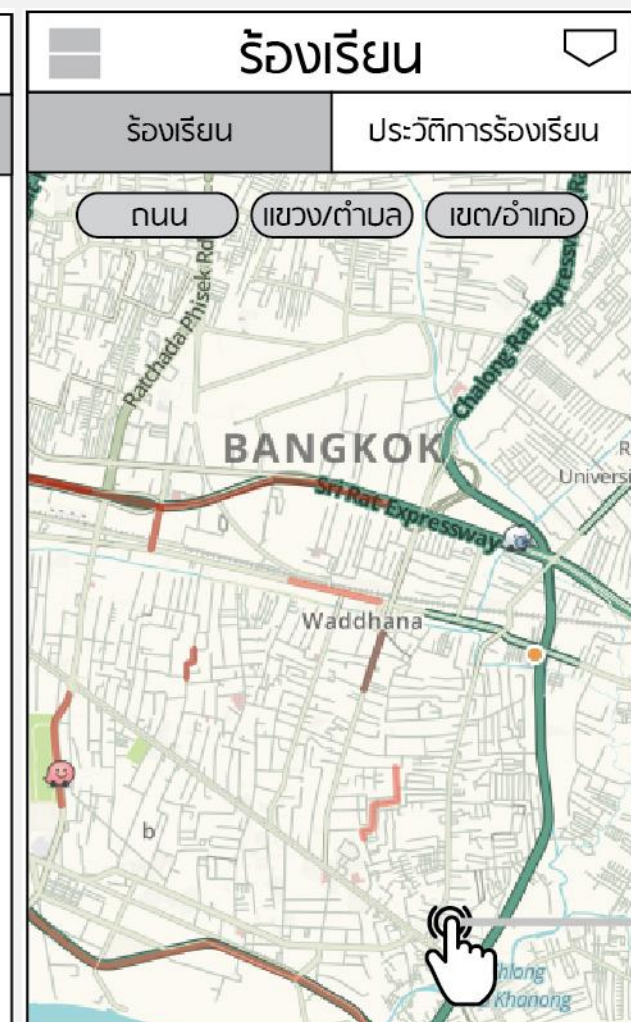 ร้องเรียน
ร้องเรียน
ประวัติการร้องเรียน
ถนน
แขวง/ตำบล
เขต/อำเภอ
Ratchada Phisek Rd
Chalong Rat Expressw
BANGKOK
R
Universi
Sri Rat Expressway
Waddhana
b
hlong
Khanong